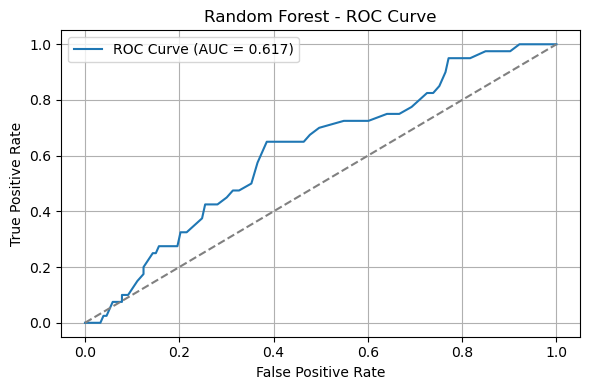 Random Forest - ROC Curve
ROC Curve (AUC = 0.617)
True Positive Rate
1.0
0.8
0.6
0.4
0.2
0.0
0.0 0.2 0.4 0.6 0.8 1.0
False Positive Rate